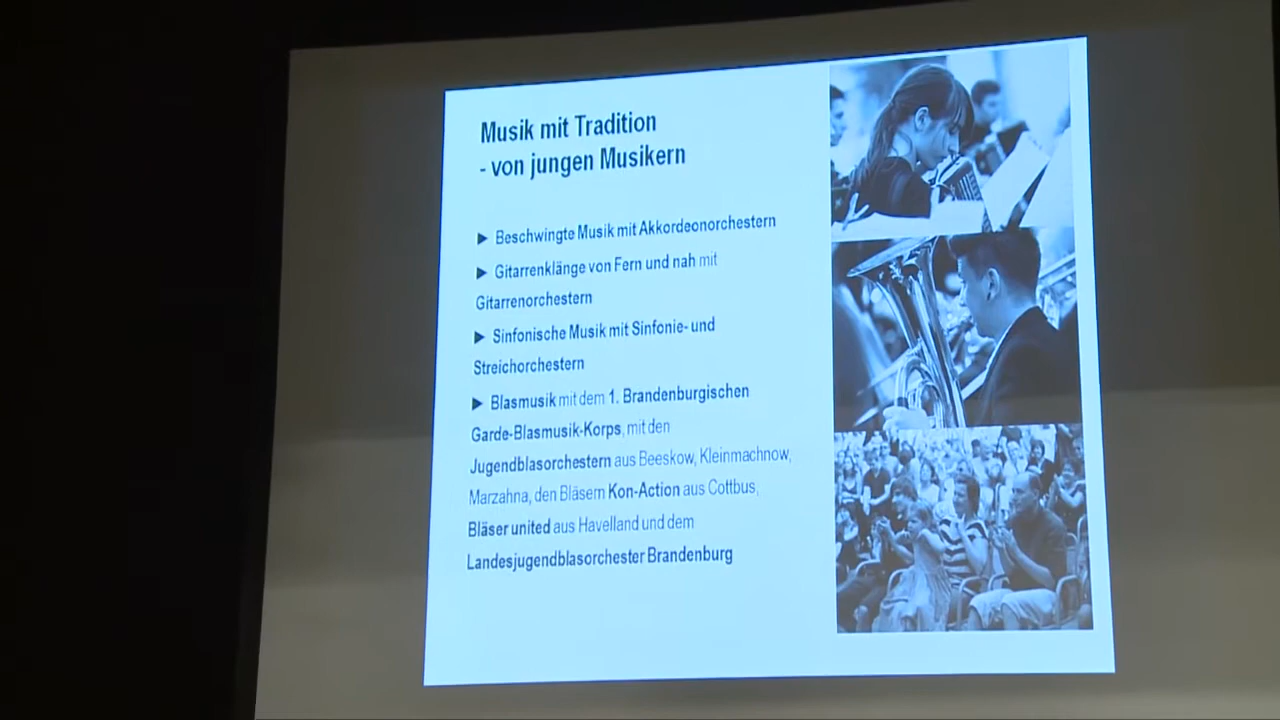 Musik mit Tradition
- von jungen Musikern
► Beschwingte Musik mit Akkordeonorchestern
► Gitarrenklänge von Fern und nah mit
Gitarrenorchestern
► Sinfonische Musik mit Sinfonie- und
Streichorchestern
► Blasmusik mit dem 1. Brandenburgischen
Garde-Blasmusik-Korps, mit den
Jugendblasorchestern aus Beeskow, Kleinmachnow,
Marzahna, den Bläsern Kon-Action aus Cottbus,
Bläser united aus Havelland und dem
Landesjugendblasorchester Brandenburg